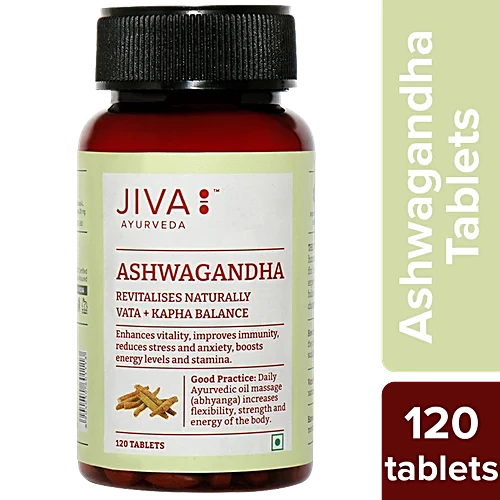 JIVA™
AYURVEDA
ASHWAGANDHA
REVITALISES NATURALLY
VATA + KAPHA BALANCE
Enhances vitality, improves immunity,
reduces stress and anxiety, boosts
energy levels and stamina.
Good Practice: Daily
Ayurvedic oil massage
(abhyanga) increases
flexibility, strength and
energy of the body.
120 TABLETS
Ashwagandha
Tablets
120
tablets